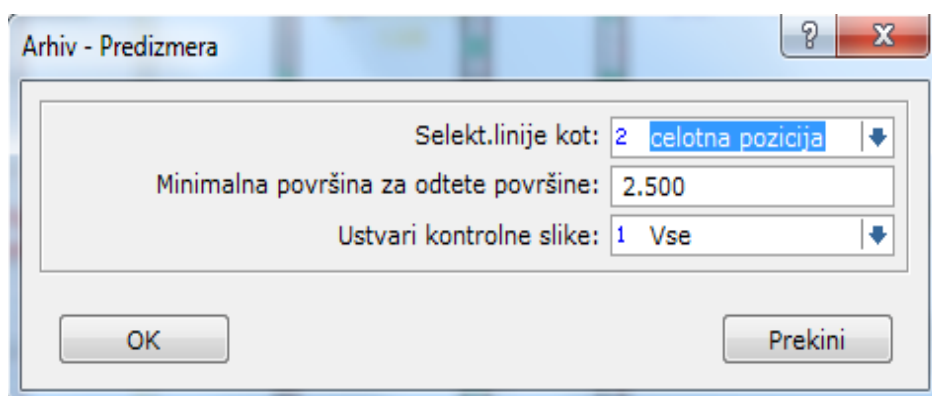 Arhiv - Predizmera
?
X
Selekt.linije kot: 2 celotna pozicija
Minimalna površina za odtete površine: 2.500
Ustvari kontrolne slike: 1 Vse
OK Prekini